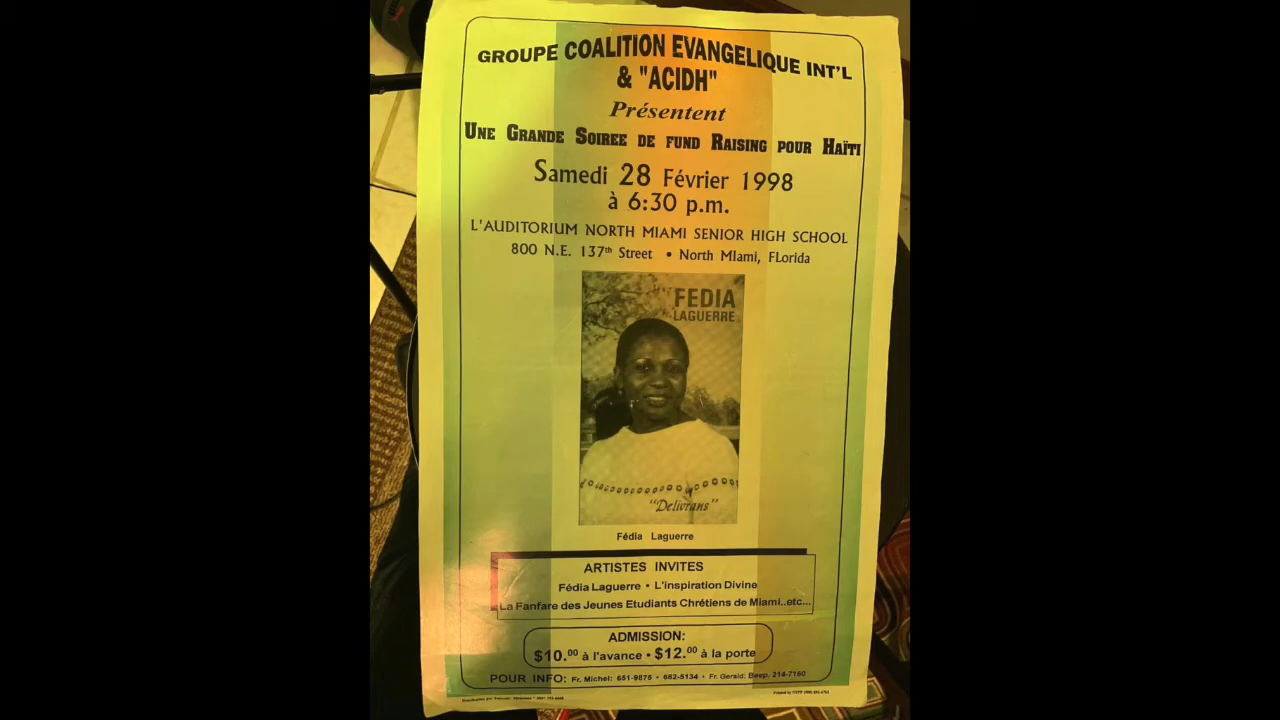 GROUPE COALITION EVANGELIQUE INT'L
& "ACIDH"
Présentent
UNE GRANDE SOIREE DE FUND RAISING POUR HAÏTI
Samedi 28 Février 1998
à 6:30 p.m.
L'AUDITORIUM NORTH MIAMI SENIOR HIGH SCHOOL
800 N.E. 137th Street • North MIami, FLorida
FEDIA
LAGUERRE
"Delivrans"
Fédia Laguerre
ARTISTES INVITES
Fédia Laguerre • L'inspiration Divine
La Fanfare des Jeunes Etudiants Chrétiens de Miami..etc...
ADMISSION:
$10.00 à l'avance • $12.00 à la porte
POUR INFO: Fr. Michel: 651-9876 • 682-5134 • Fr. Gerald: Beep. 214-7160
Printed by